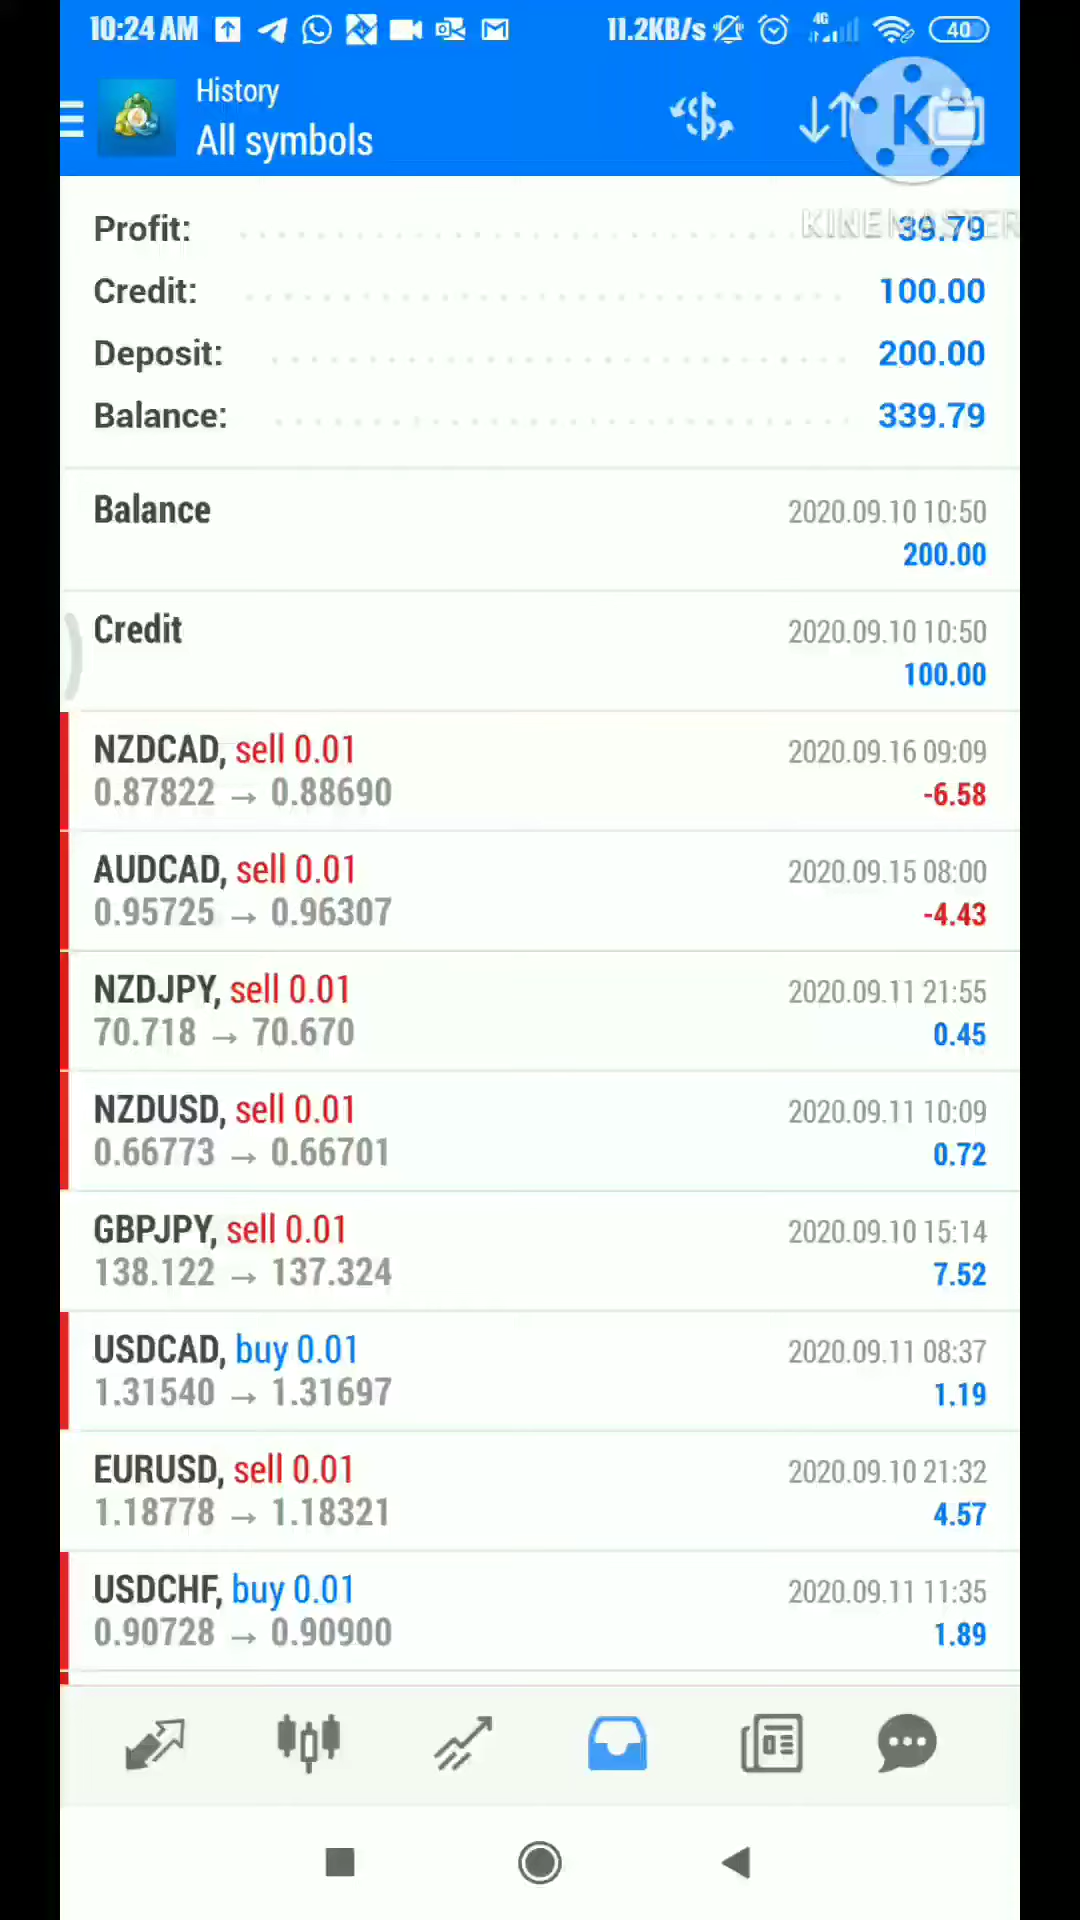 10:24 AM 11.2KB/s 4G 40
History
All symbols
K
KINEMASTER
Profit: 39.79
Credit: 100.00
Deposit: 200.00
Balance: 339.79
Balance 2020.09.10 10:50
200.00
Credit 2020.09.10 10:50
100.00
NZDCAD, sell 0.01 2020.09.16 09:09
0.87822 → 0.88690 -6.58
AUDCAD, sell 0.01 2020.09.15 08:00
0.95725 → 0.96307 -4.43
NZDJPY, sell 0.01 2020.09.11 21:55
70.718 → 70.670 0.45
NZDUSD, sell 0.01 2020.09.11 10:09
0.66773 → 0.66701 0.72
GBPJPY, sell 0.01 2020.09.10 15:14
138.122 → 137.324 7.52
USDCAD, buy 0.01 2020.09.11 08:37
1.31540 → 1.31697 1.19
EURUSD, sell 0.01 2020.09.10 21:32
1.18778 → 1.18321 4.57
USDCHF, buy 0.01 2020.09.11 11:35
0.90728 → 0.90900 1.89